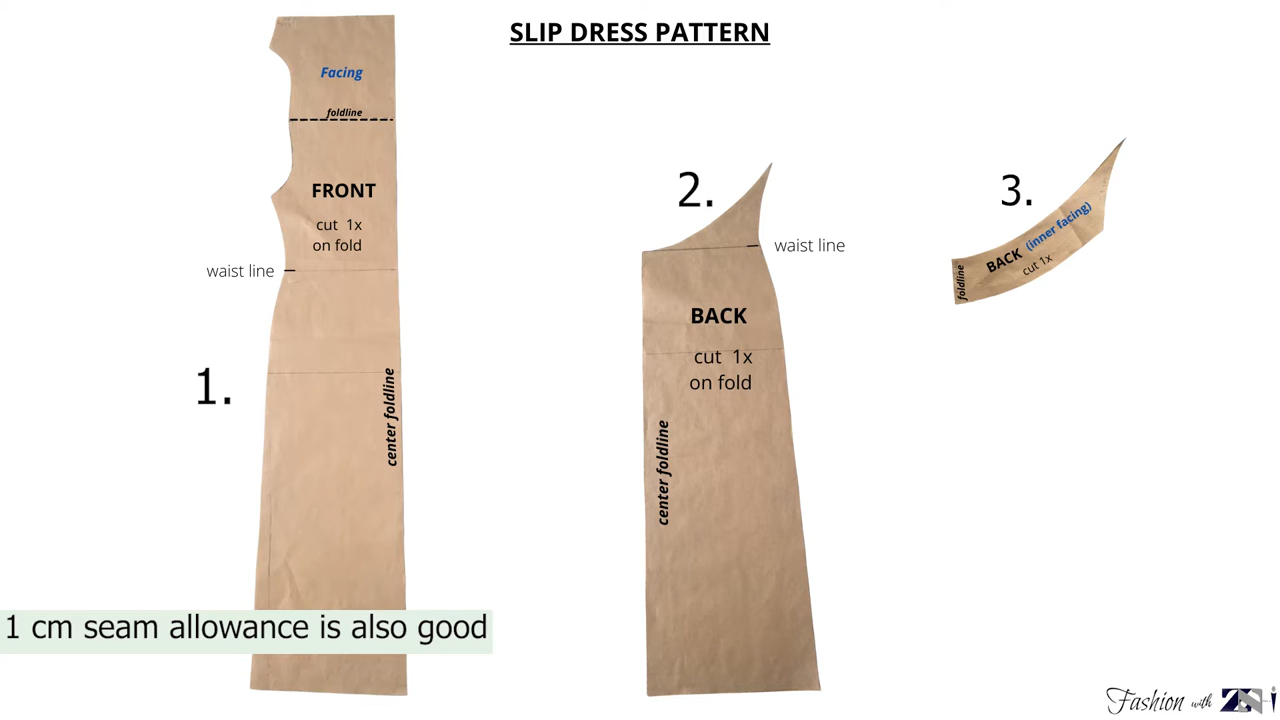 SLIP DRESS PATTERN
Facing
foldline
FRONT
cut 1x
on fold
waist line
1.
center foldline
2.
waist line
BACK
cut 1x
on fold
center foldline
3.
BACK (inner facing)
cut 1x
foldline
1 cm seam allowance is also good
Fashion with